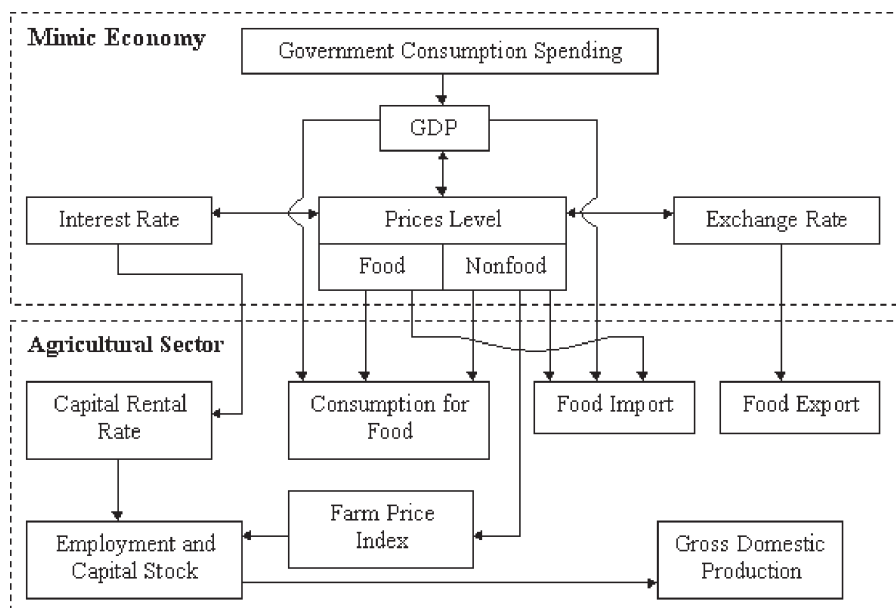 Mimic Economy
Government Consumption Spending
GDP
Interest Rate
Prices Level
Exchange Rate
Food
Nonfood
Agricultural Sector
Capital Rental
Rate
Consumption for
Food
Food Import
Food Export
Farm Price
Index
Employment and
Capital Stock
Gross Domestic
Production